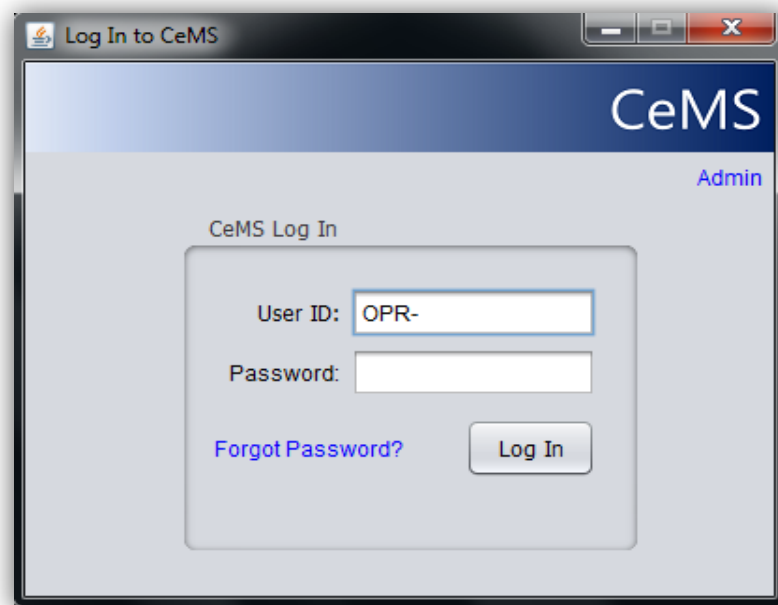 Log In to CeMS
CeMS
Admin
CeMS Log In
User ID: OPR-
Password:
Forgot Password? Log In